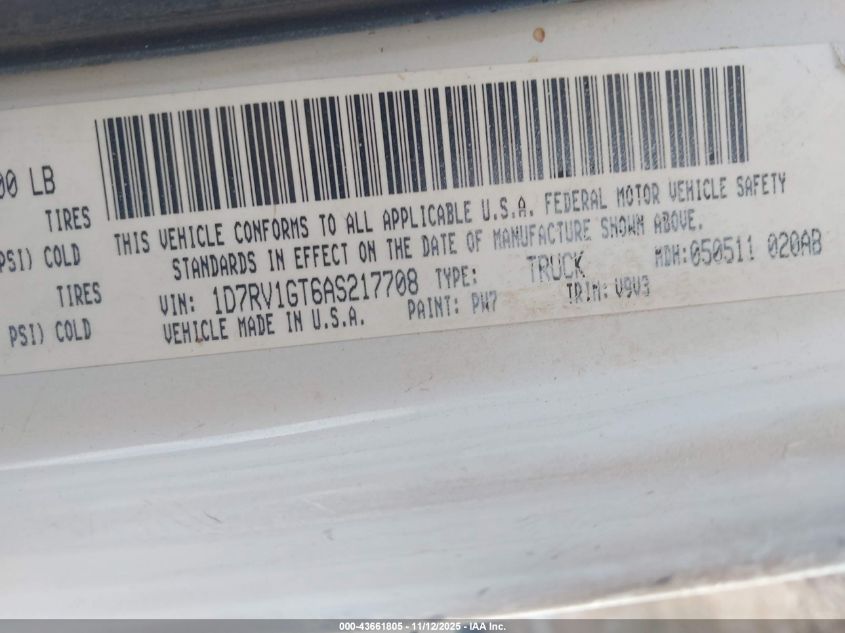 00 LB
TIRES
PSI) COLD
TIRES
PSI) COLD
THIS VEHICLE CONFORMS TO ALL APPLICABLE U.S.A. FEDERAL MOTOR VEHICLE SAFETY
STANDARDS IN EFFECT ON THE DATE OF MANUFACTURE SHOWN ABOVE.
VIN: 1D7RV1GT6AS217708 TYPE: TRUCK MDH:050511 020AB
VEHICLE MADE IN U.S.A. PAINT: PW7 TRIM: V9V3
000-43661805 - 11/12/2025 - IAA Inc.